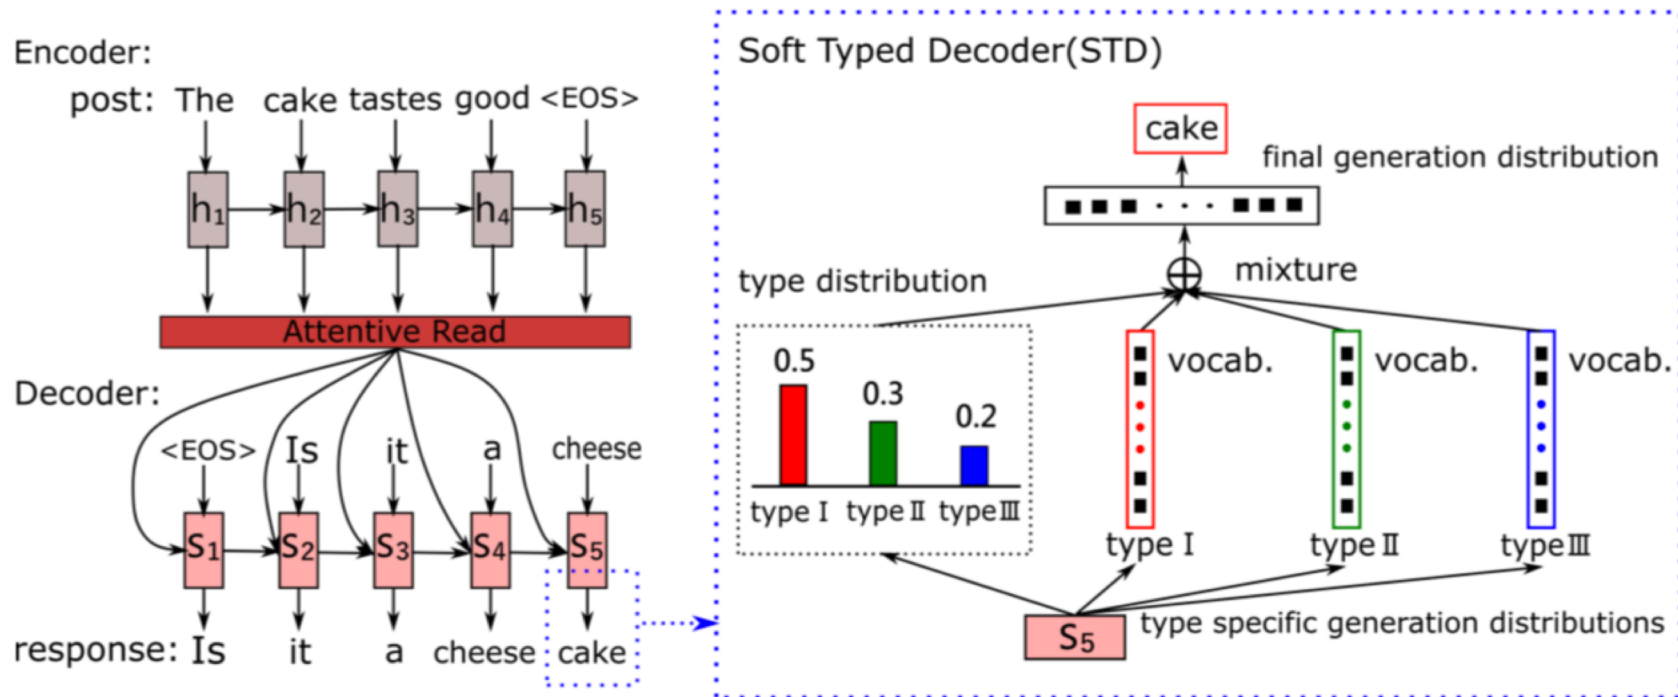 Encoder:
post: The cake tastes good <EOS>
h1 h2 h3 h4 h5
Attentive Read
Decoder:
<EOS> Is it a cheese
S1 S2 S3 S4 S5
response: Is it a cheese cake
Soft Typed Decoder(STD)
cake
final generation distribution
mixture
type distribution
0.5 0.3 0.2
type I type II type III
vocab. vocab. vocab.
type I type II type III
S5 type specific generation distributions